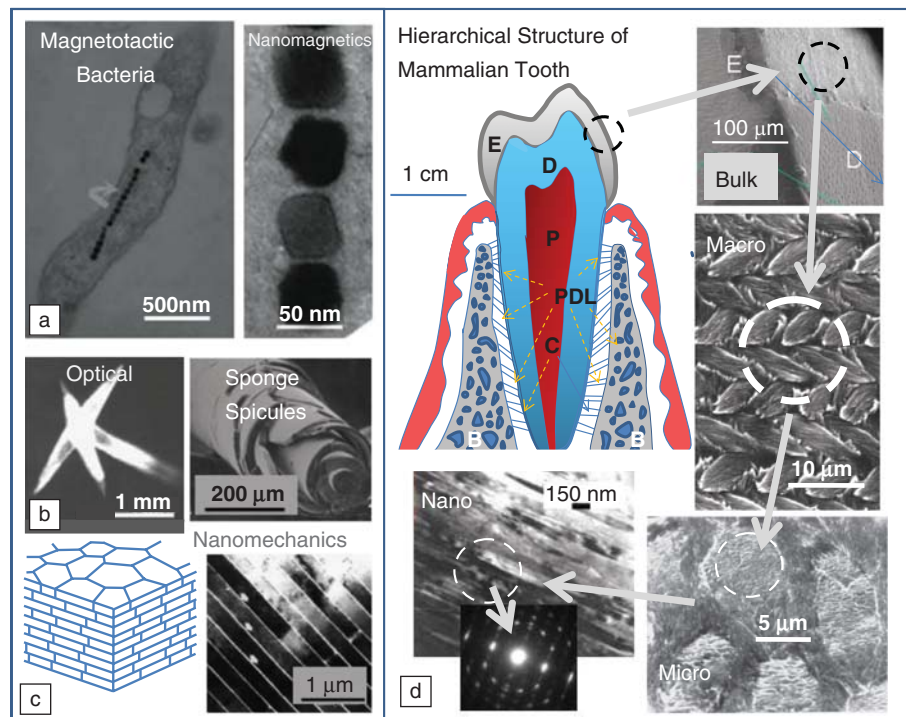 Magnetotactic
Bacteria
500nm
a
Nanomagnetics
50 nm
Optical
1 mm
b
Sponge
Spicules
200 μm
Nanomechanics
1 μm
c
Hierarchical Structure of
Mammalian Tooth
1 cm
E
D
P
PDL
C
B
B
E
100 μm
D
Bulk
Macro
10 μm
5 μm
Micro
Nano
150 nm
d